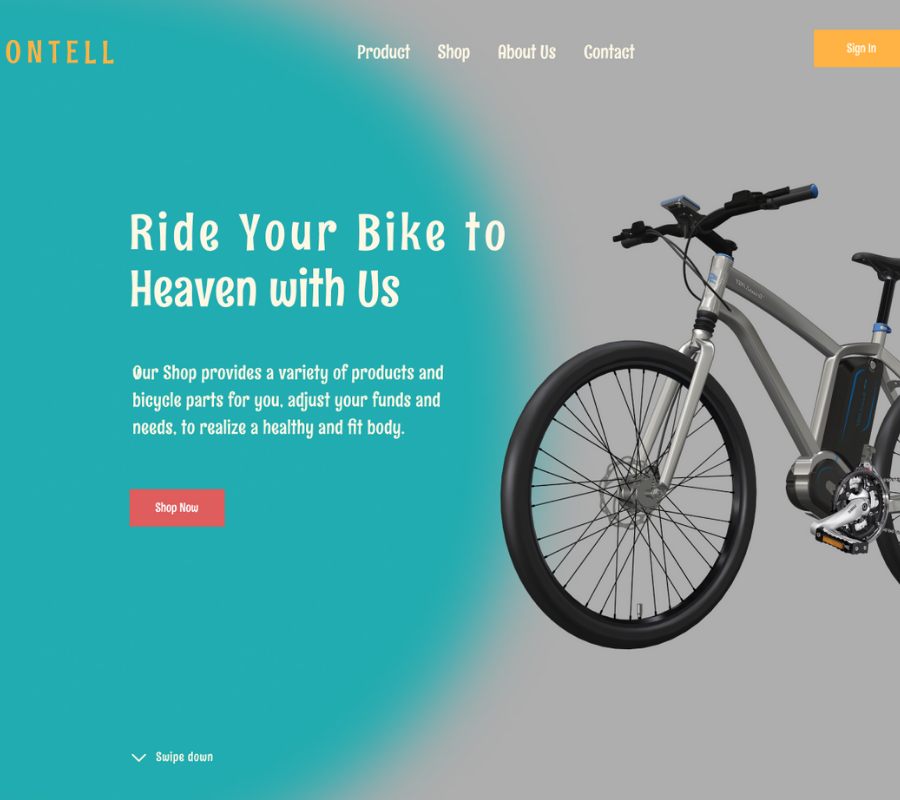 ONTELL
Product Shop About Us Contact
Sign In
Ride Your Bike to
Heaven with Us
Our Shop provides a variety of products and
bicycle parts for you, adjust your funds and
needs, to realize a healthy and fit body.
Shop Now
Swipe down